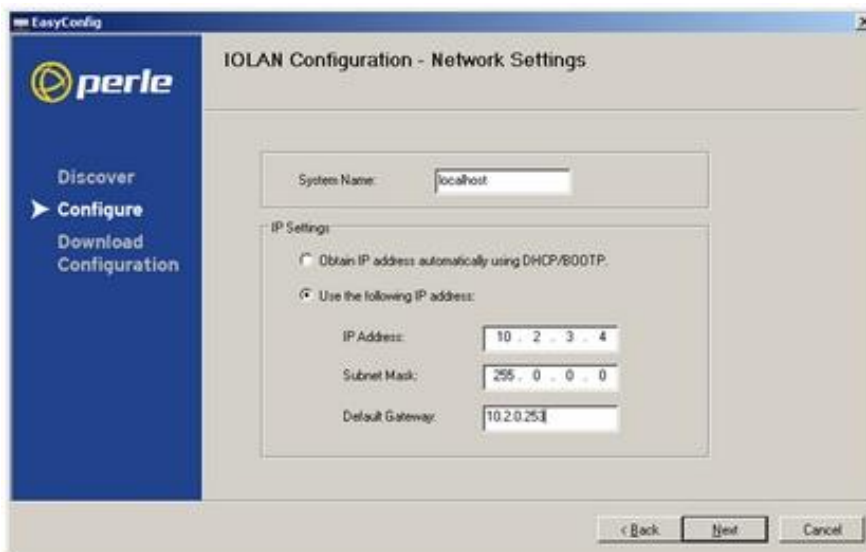 EasyConfig
perle
IOLAN Configuration - Network Settings
Discover
Configure
Download
Configuration
System Name:
localhost
IP Settings
Obtain IP address automatically using DHCP/BOOTP.
Use the following IP address:
IP Address:
10 . 2 . 3 . 4
Subnet Mask:
255 . 0 . 0 . 0
Default Gateway:
10.2.0.253
< Back
Next
Cancel